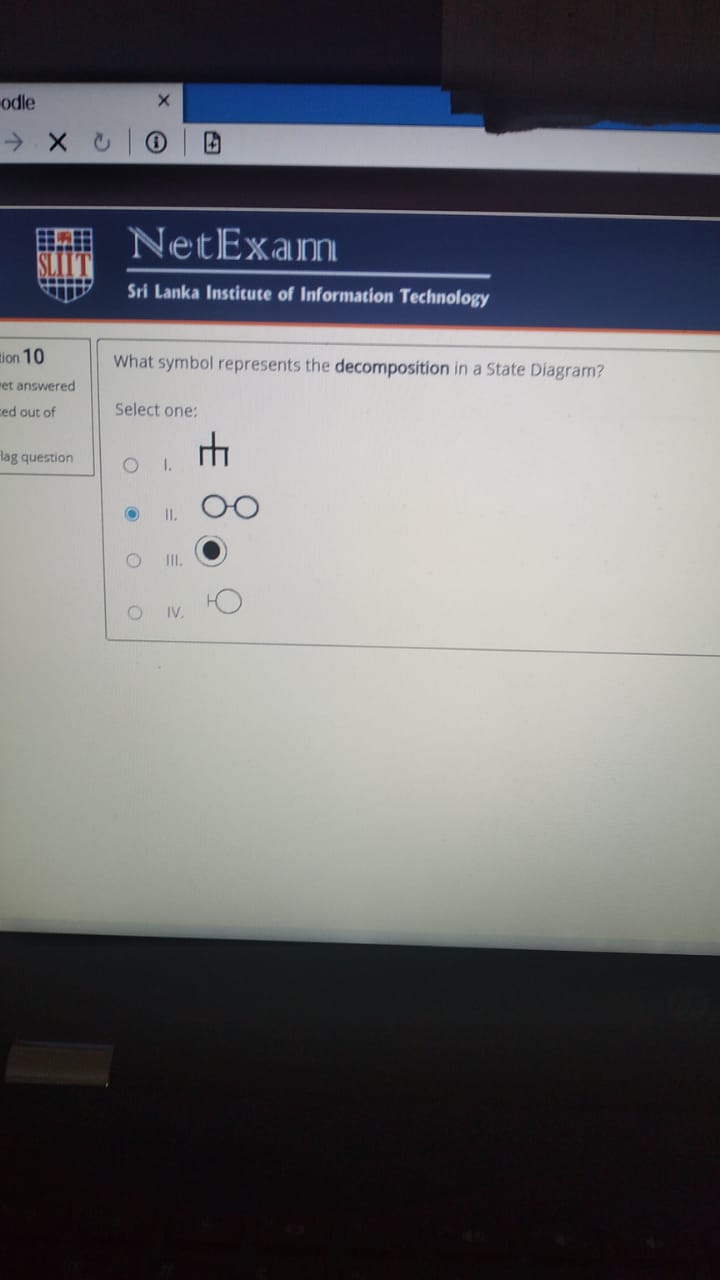 odle
SLIIT
NetExam
Sri Lanka Institute of Information Technology
tion 10
et answered
ed out of
lag question
What symbol represents the decomposition in a State Diagram?
Select one:
I.
II.
III.
IV.